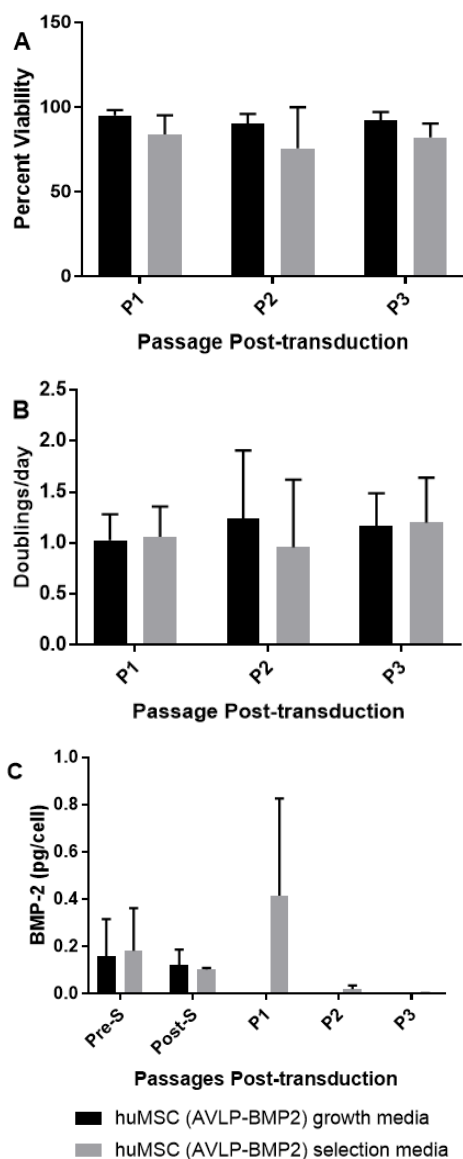 A
Percent Viability
150
100
50
0
P1
P2
P3
Passage Post-transduction
B
Doublings/day
2.5
2.0
1.5
1.0
0.5
0.0
P1
P2
P3
Passage Post-transduction
C
BMP-2 (pg/cell)
1.0
0.8
0.6
0.4
0.2
0.0
Pre-S
Post-S
P1
P2
P3
Passages Post-transduction
huMSC (AVLP-BMP2) growth media
huMSC (AVLP-BMP2) selection media